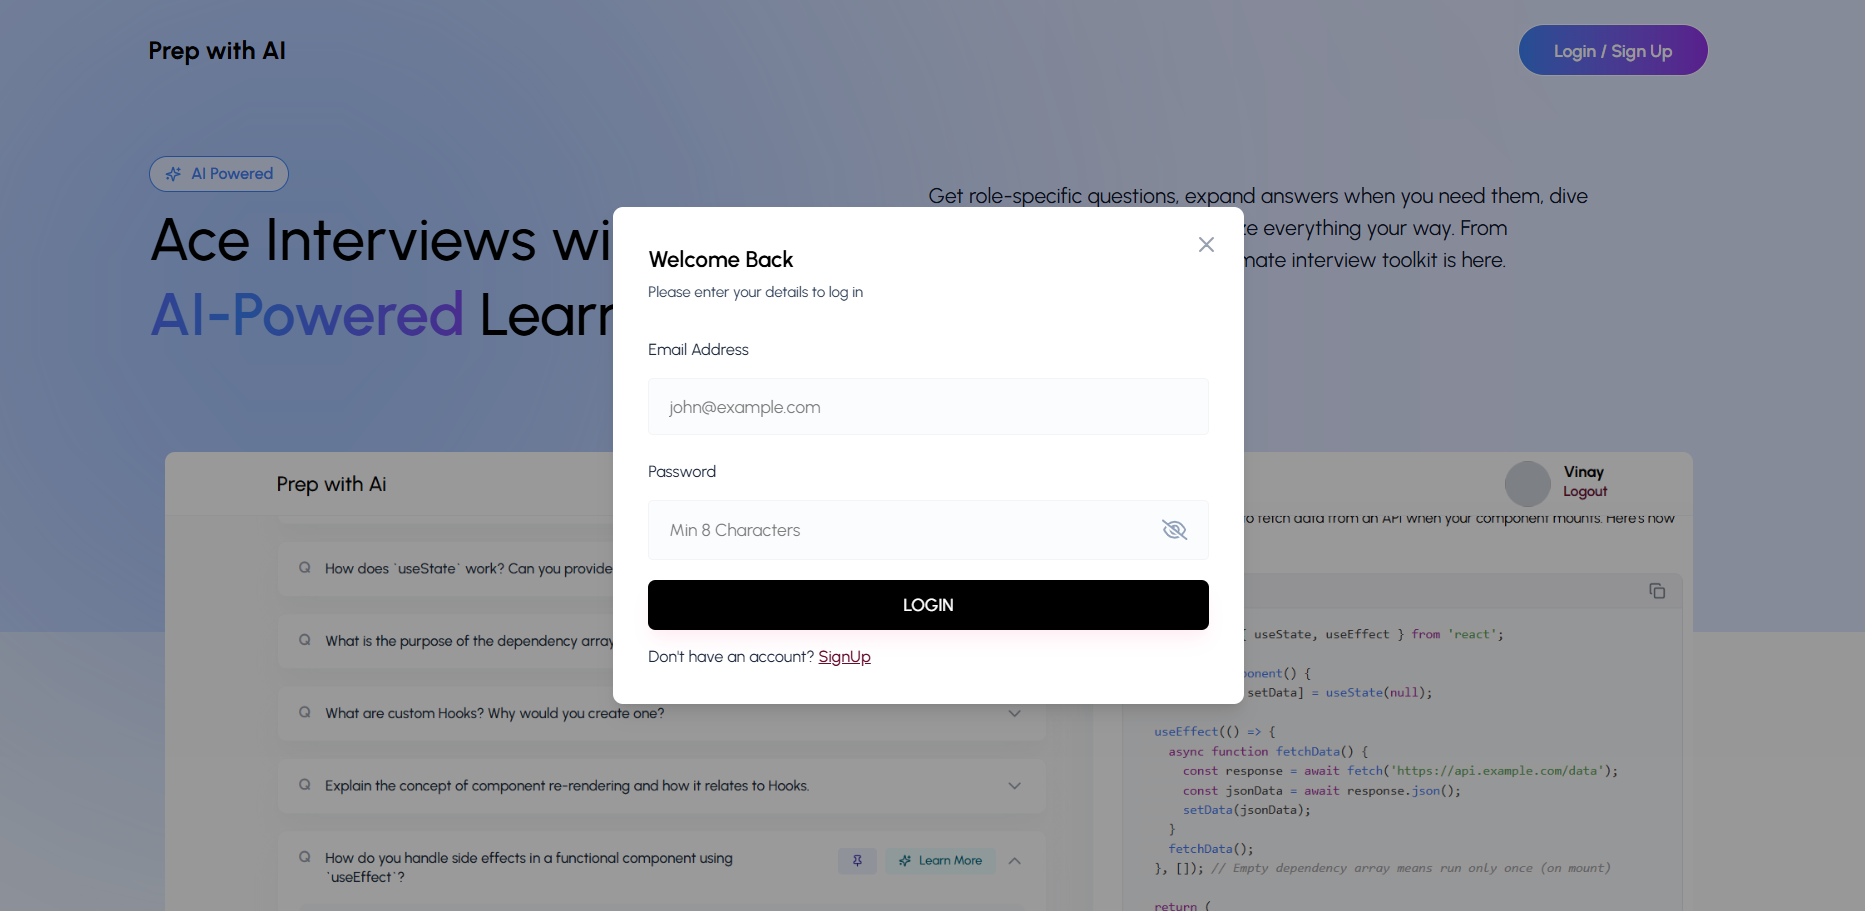 Prep with AI
Login / Sign Up
AI Powered
Ace Interviews wi
AI-Powered Lear
Get role-specific questions, expand answers when you need them, dive
ze everything your way. From
mate interview toolkit is here.
Welcome Back
Please enter your details to log in
Email Address
john@example.com
Password
Min 8 Characters
LOGIN
Don't have an account? SignUp
Prep with Ai
Vinay
Logout
Q How does `useState` work? Can you provide
Q What is the purpose of the dependency array
Q What are custom Hooks? Why would you create one?
Q Explain the concept of component re-rendering and how it relates to Hooks.
Q How do you handle side effects in a functional component using
`useEffect`?
Learn More
to fetch data from an API when your component mounts. Here's how
{ useState, useEffect } from 'react';
ponent() {
setData] = useState(null);
useEffect(() => {
async function fetchData() {
const response = await fetch('https://api.example.com/data');
const jsonData = await response.json();
setData(jsonData);
}
fetchData();
}, []); // Empty dependency array means run only once (on mount)
return (